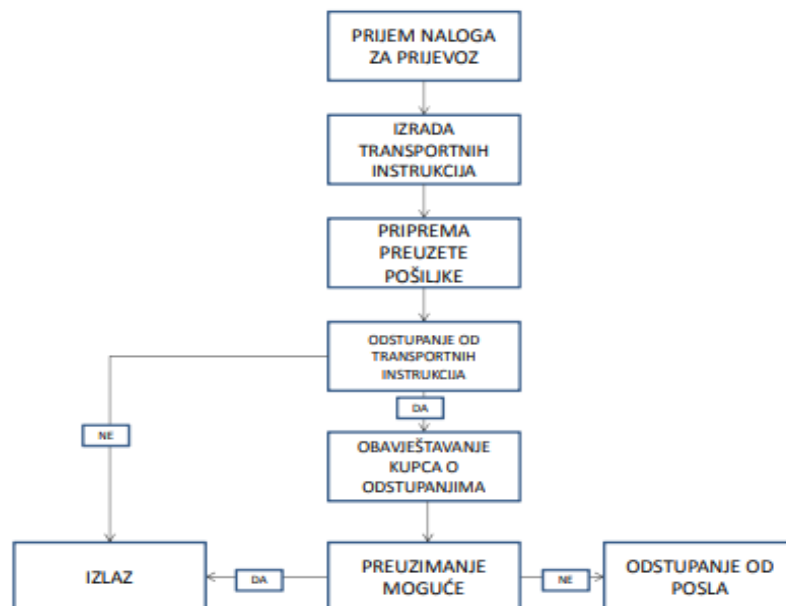 PRIJEM NALOGA
ZA PRIJEVOZ
IZRADA
TRANSPORTNIH
INSTRUKCIJA
PRIPREMA
PREUZETE
POŠILJKE
ODSTUPANJE OD
TRANSPORTNIH
INSTRUKCIJA
DA
NE
OBAVJEŠTAVANJE
KUPCA O
ODSTUPANJIMA
IZLAZ
DA
PREUZIMANJE
MOGUĆE
NE
ODSTUPANJE OD
POSLA